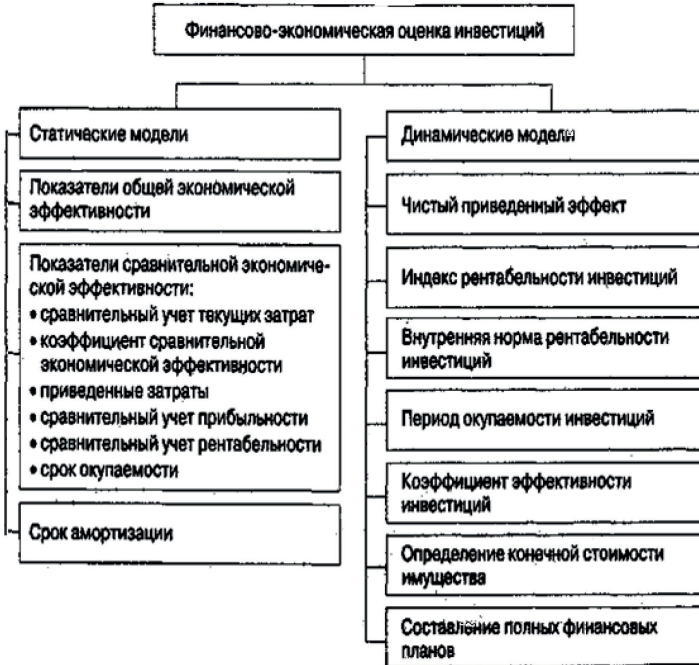 Финансово-экономическая оценка инвестиций
Статические модели
Показатели общей экономической
эффективности
Показатели сравнительной экономиче-
ской эффективности:
• сравнительный учет текущих затрат
• коэффициент сравнительной
экономической эффективности
• приведенные затраты
• сравнительный учет прибыльности
• сравнительный учет рентабельности
• срок окупаемости
Срок амортизации
Динамические модели
Чистый приведенный эффект
Индекс рентабельности инвестиций
Внутренняя норма рентабельности
инвестиций
Период окупаемости инвестиций
Коэффициент эффективности
инвестиций
Определение конечной стоимости
имущества
Составление полных финансовых
планов